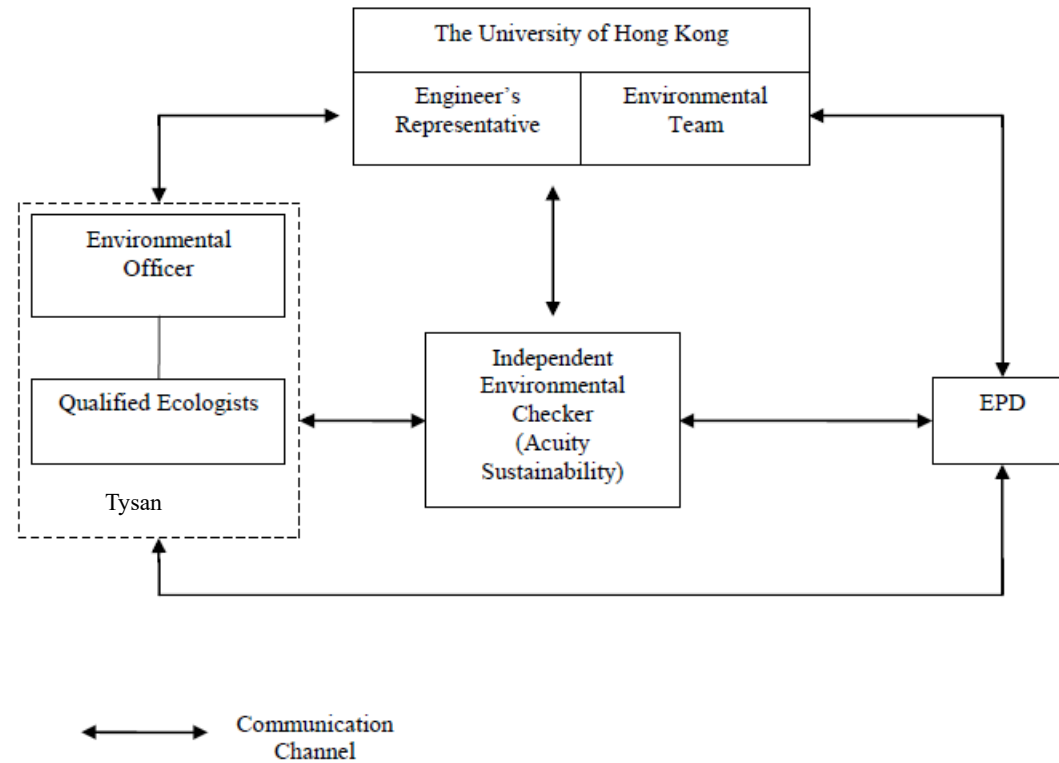 The University of Hong Kong
Engineer’s
Representative
Environmental
Team
Environmental
Officer
Qualified Ecologists
Tysan
Independent
Environmental
Checker
(Acuity
Sustainability)
EPD
Communication
Channel